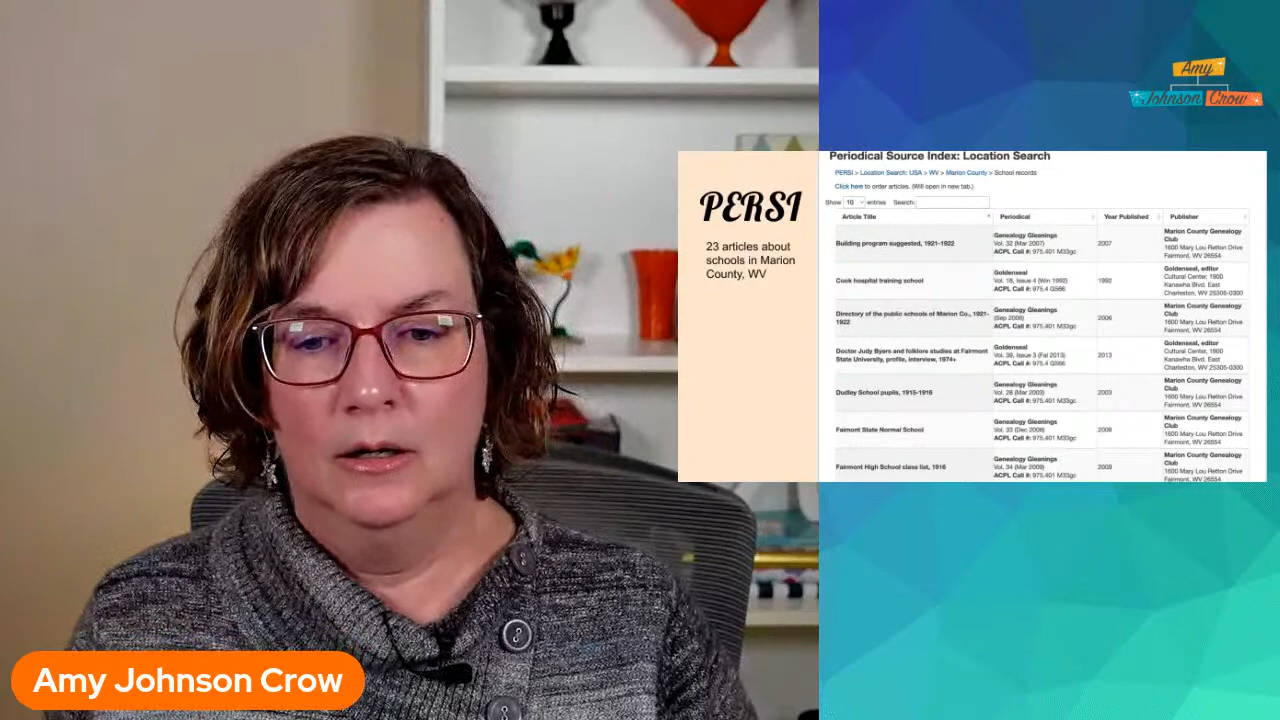 Amy
Johnson Crow
PERSI
23 articles about
schools in Marion
County, WV
Periodical Source Index: Location Search
PERSI > Location Search: USA > WV > Marion County > School records
Click here to order articles. (Will open in new tab.)
Show 10 entries Search:
Article Title Periodical Year Published Publisher
Building program suggested, 1921-1922
Genealogy Gleanings
Vol. 32 (Mar 2007)
ACPL Call #: 975.401 M33gc
2007
Marion County Genealogy
Club
1600 Mary Lou Retton Drive
Fairmont, WV 26554
Cook hospital training school
Goldenseal
Vol. 18, Issue 4 (Win 1992)
ACPL Call #: 975.4 G566
1992
Goldenseal, editor
Cultural Center, 1900
Kanawha Blvd. East
Charleston, WV 25305-0300
Directory of the public schools of Marion Co., 1921-
1922
Genealogy Gleanings
(Sep 2006)
ACPL Call #: 975.401 M33gc
2006
Marion County Genealogy
Club
1600 Mary Lou Retton Drive
Fairmont, WV 26554
Doctor Judy Byers and folklore studies at Fairmont
State University, profile, interview, 1974+
Goldenseal
Vol. 39, Issue 3 (Fal 2013)
ACPL Call #: 975.4 G566
2013
Goldenseal, editor
Cultural Center, 1900
Kanawha Blvd. East
Charleston, WV 25305-0300
Dudley School pupils, 1915-1916
Genealogy Gleanings
Vol. 28 (Mar 2003)
ACPL Call #: 975.401 M33gc
2003
Marion County Genealogy
Club
1600 Mary Lou Retton Drive
Fairmont, WV 26554
Fairmont State Normal School
Genealogy Gleanings
Vol. 33 (Dec 2008)
ACPL Call #: 975.401 M33gc
2008
Marion County Genealogy
Club
1600 Mary Lou Retton Drive
Fairmont, WV 26554
Fairmont High School class list, 1916
Genealogy Gleanings
Vol. 34 (Mar 2009)
ACPL Call #: 975.401 M33gc
2009
Marion County Genealogy
Club
1600 Mary Lou Retton Drive
Fairmont, WV 26554
Amy Johnson Crow